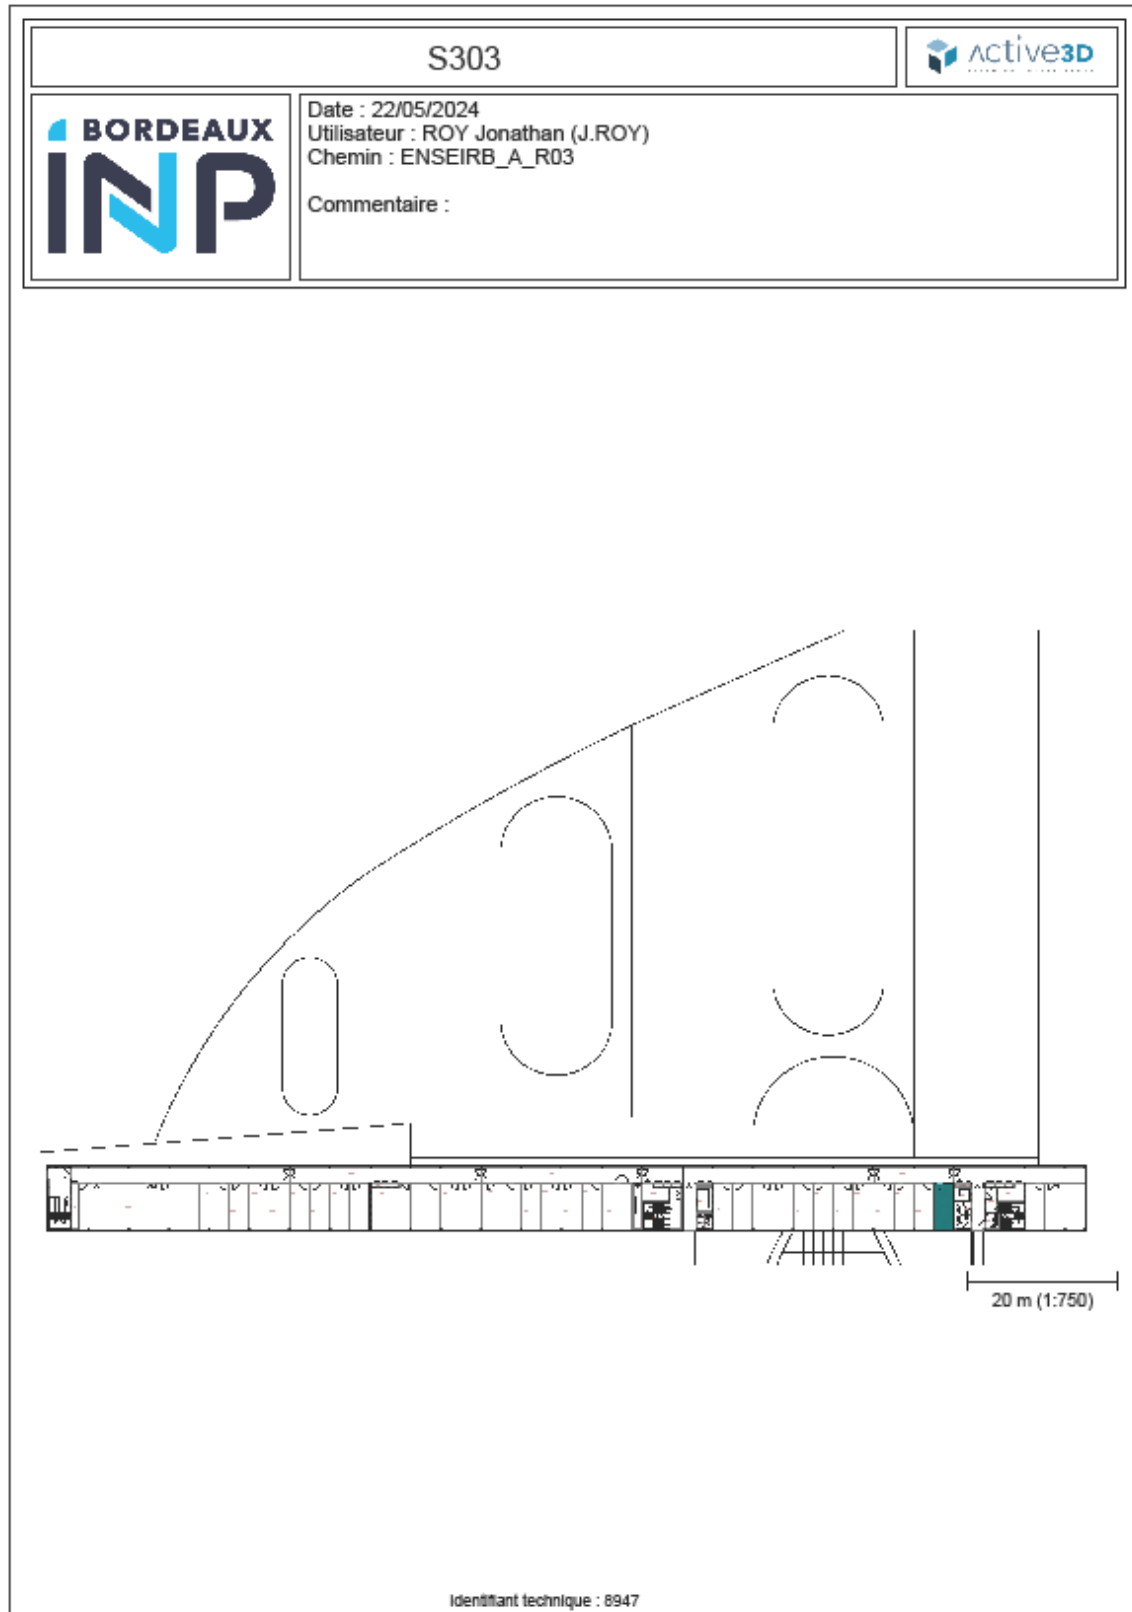 S303
ACtive3D
BORDEAUX
INP
Date : 22/05/2024
Utilisateur : ROY Jonathan (J.ROY)
Chemin : ENSEIRB_A_R03
Commentaire :
20 m (1:750)
Identifiant technique : 8947